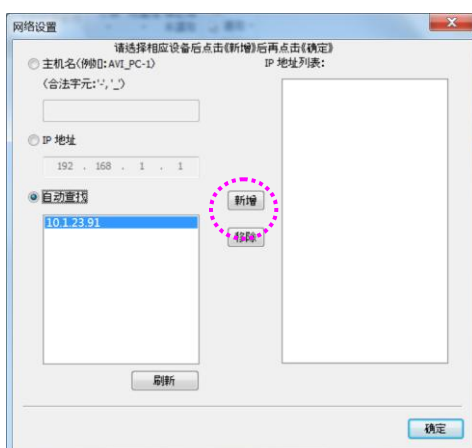 网络设置
请选择相应设备后点击《新增》后再点击《确定》
主机名(例如:AVI_PC-1)
IP 地址列表:
(合法字元:'-','_')
IP 地址
192 . 168 . 1 . 1
自动查找
新增
10.1.23.91
移除
刷新
确定